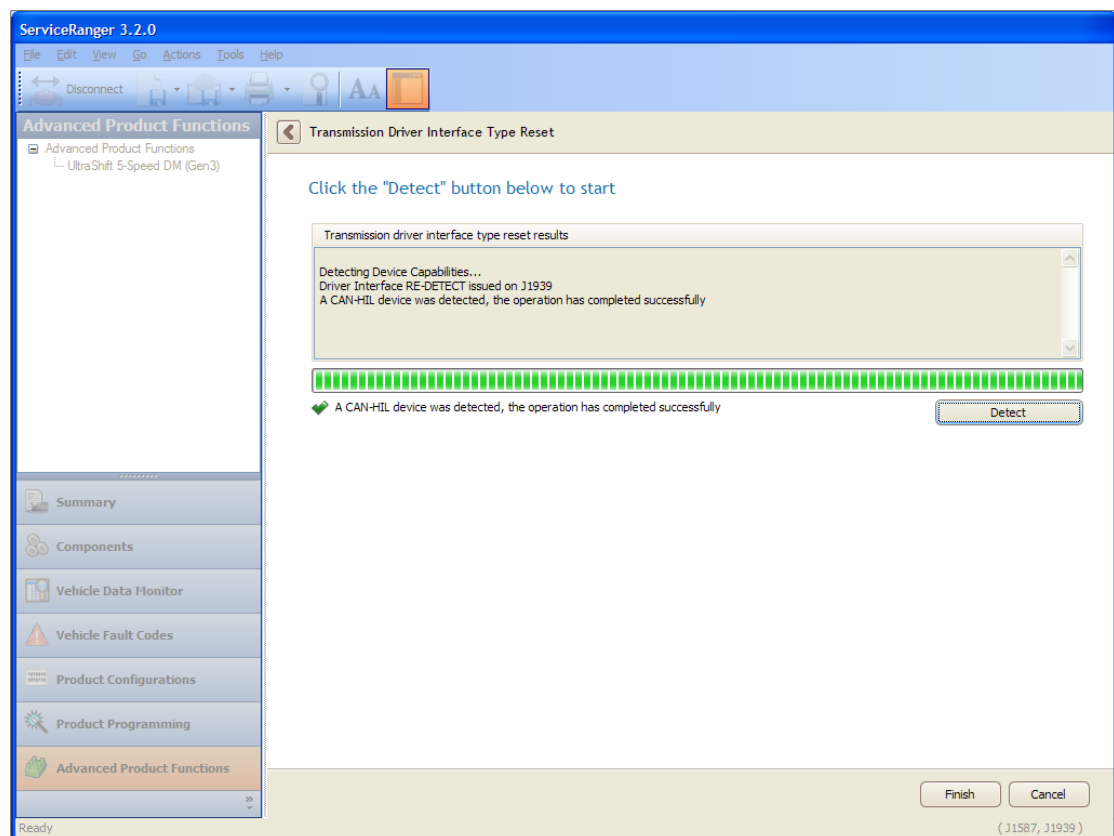 ServiceRanger 3.2.0
File Edit View Go Actions Tools Help
Disconnect
AA
Advanced Product Functions
Advanced Product Functions
UltraShift 5-Speed DM (Gen3)
Transmission Driver Interface Type Reset
Click the "Detect" button below to start
Transmission driver interface type reset results
Detecting Device Capabilities...
Driver Interface RE-DETECT issued on J1939
A CAN-HIL device was detected, the operation has completed successfully
A CAN-HIL device was detected, the operation has completed successfully
Detect
Summary
Components
Vehicle Data Monitor
Vehicle Fault Codes
Product Configurations
Product Programming
Advanced Product Functions
Finish Cancel
Ready
( J1587, J1939 )